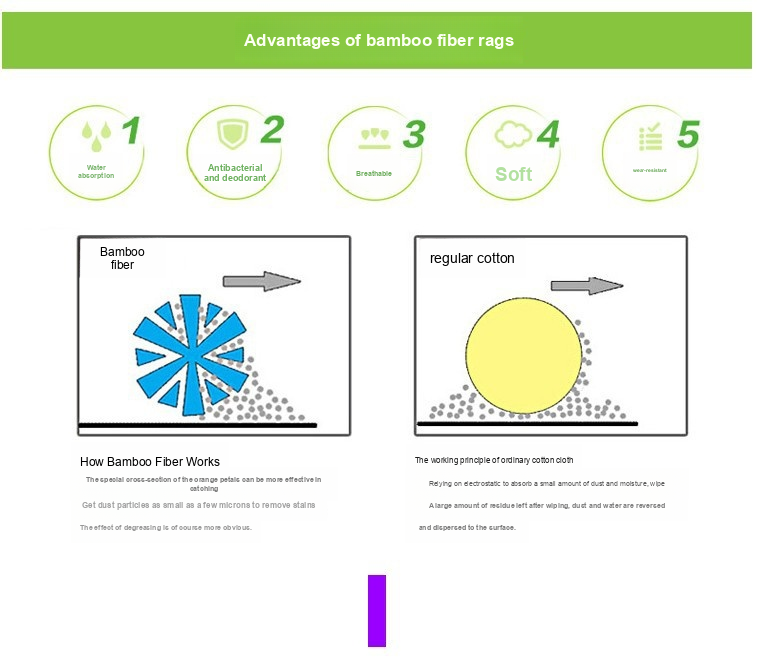 Advantages of bamboo fiber rags
1
Water
absorption
2
Antibacterial
and deodorant
3
Breathable
4
Soft
5
wear-resistant
Bamboo
fiber
regular cotton
How Bamboo Fiber Works
The special cross-section of the orange petals can be more effective in
catching
Get dust particles as small as a few microns to remove stains
The effect of degreasing is of course more obvious.
The working principle of ordinary cotton cloth
Relying on electrostatic to absorb a small amount of dust and moisture, wipe
A large amount of residue left after wiping, dust and water are reversed
and dispersed to the surface.